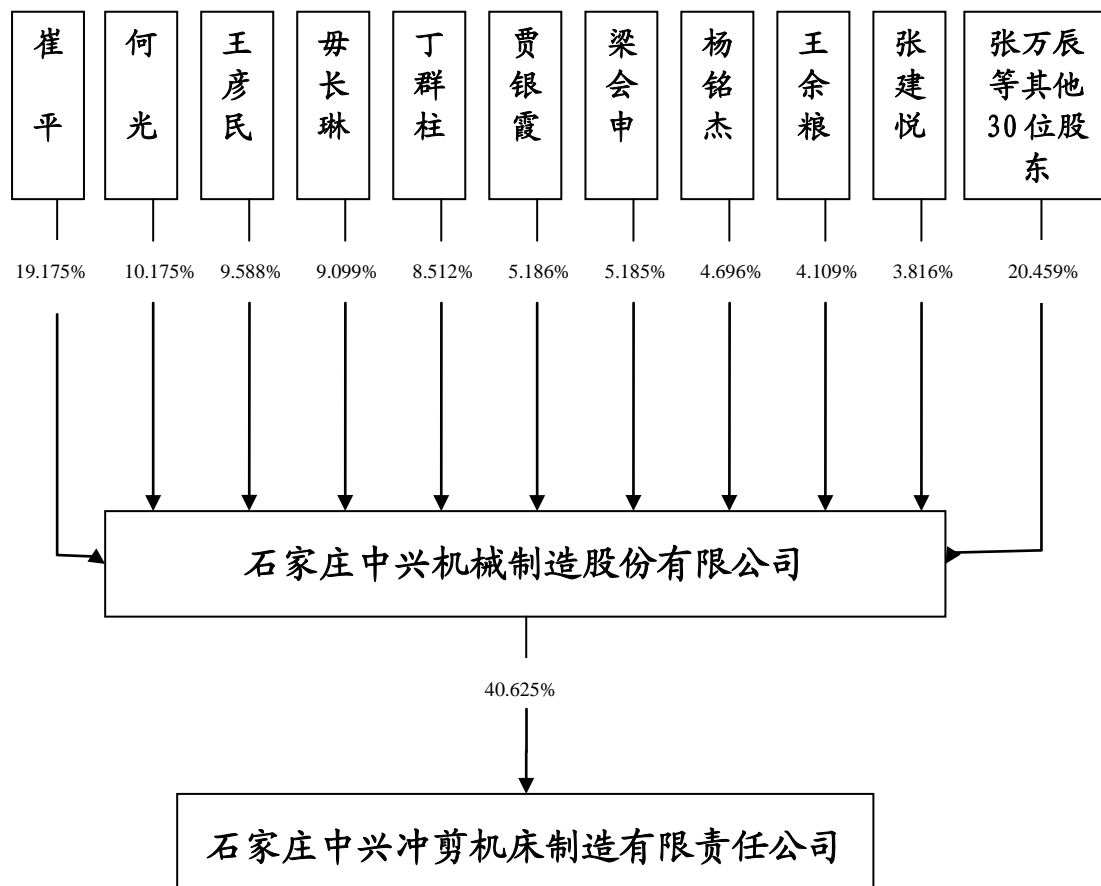 崔平
何光
王彦民
毋长琳
丁群柱
贾银霞
梁会申
杨铭杰
王余粮
张建悦
张万辰
等其他
30位股
东
19.175%
10.175%
9.588%
9.099%
8.512%
5.186%
5.185%
4.696%
4.109%
3.816%
20.459%
石家庄中兴机械制造股份有限公司
40.625%
石家庄中兴冲剪机床制造有限责任公司